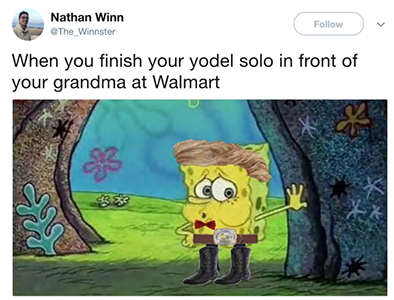 Nathan Winn
@The_Winnster
Follow
When you finish your yodel solo in front of
your grandma at Walmart